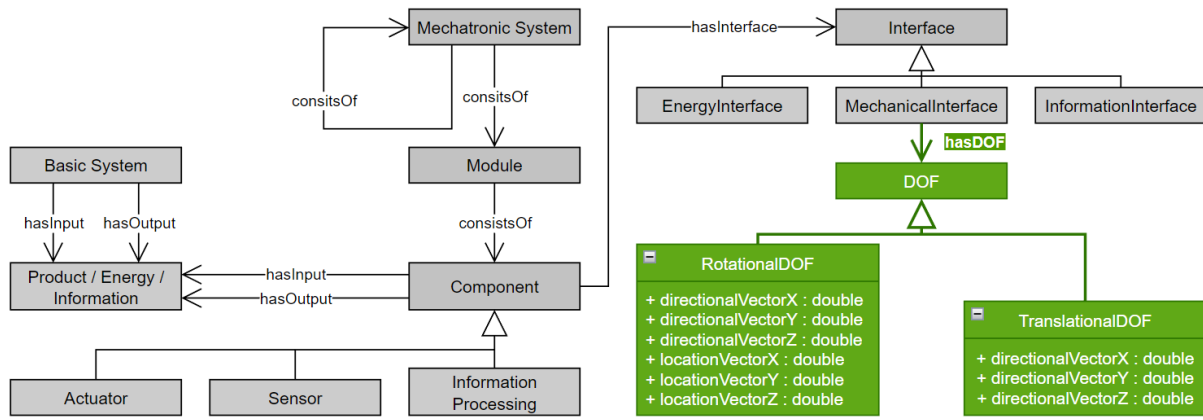 Mechatronic System
hasInterface
Interface
consitsOf
consitsOf
EnergyInterface
MechanicalInterface
InformationInterface
hasDOF
Basic System
Module
DOF
hasInput
hasOutput
consistsOf
Product / Energy /
Information
hasInput
hasOutput
Component
RotationalDOF
+ directionalVectorX : double
+ directionalVectorY : double
+ directionalVectorZ : double
+ locationVectorX : double
+ locationVectorY : double
+ locationVectorZ : double
TranslationalDOF
+ directionalVectorX : double
+ directionalVectorY : double
+ directionalVectorZ : double
Actuator
Sensor
Information
Processing